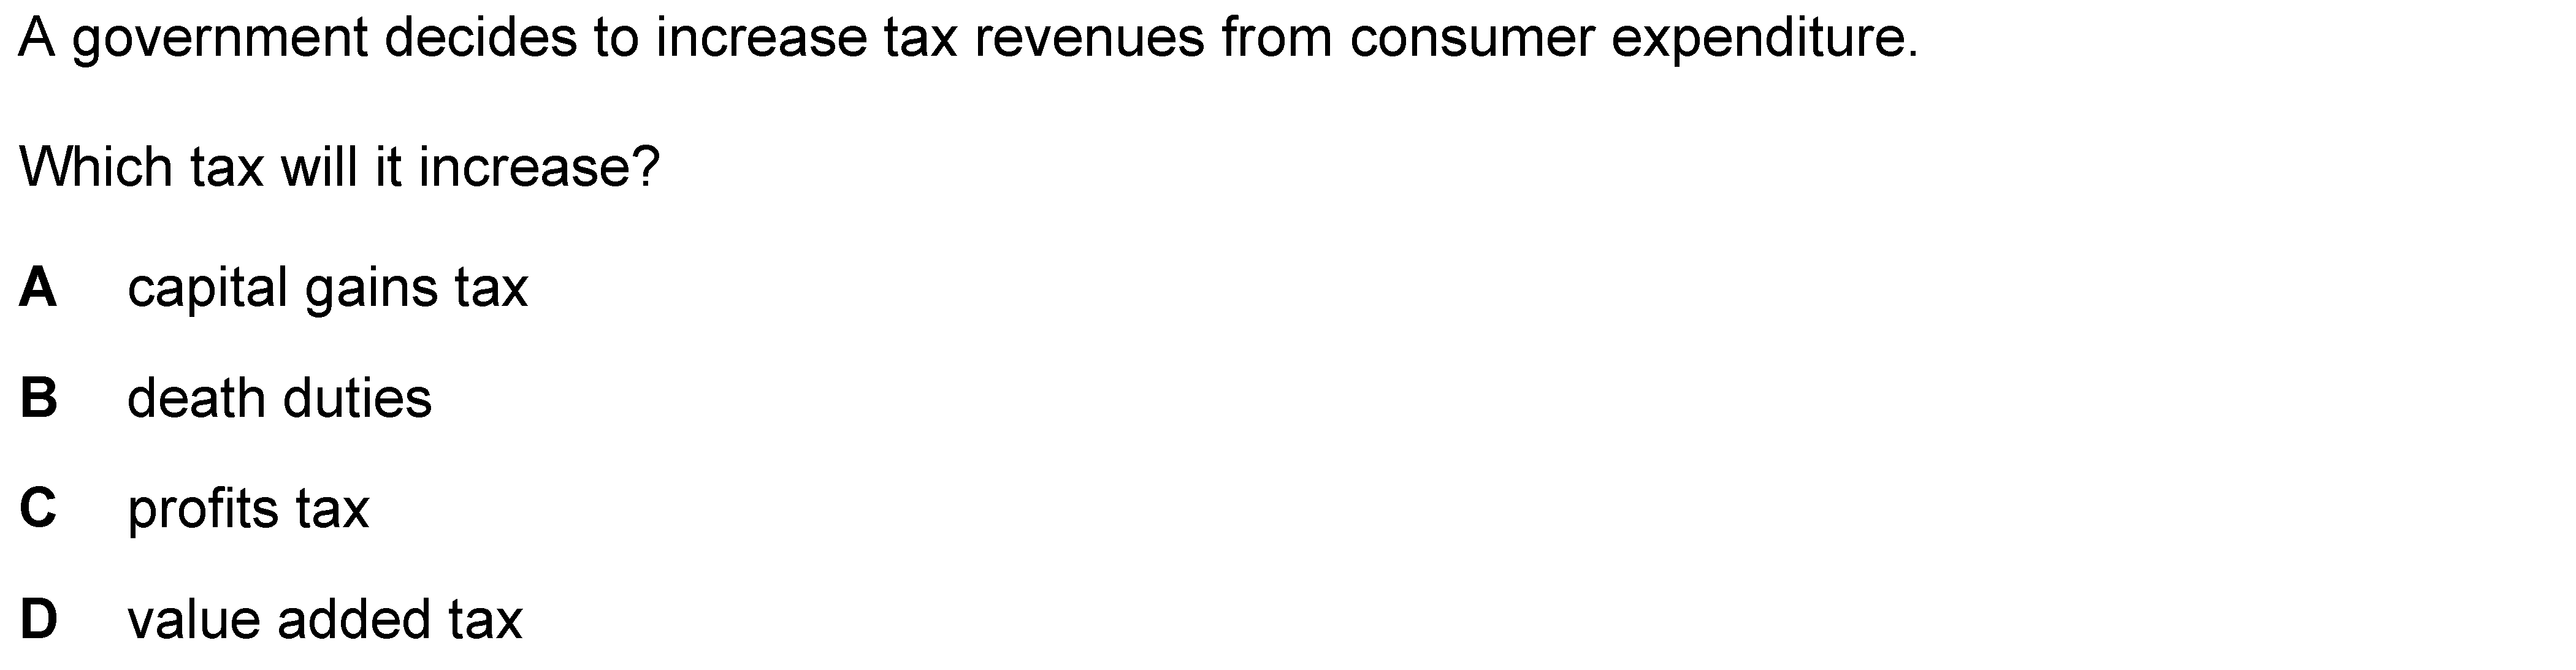 A government decides to increase tax revenues from consumer expenditure.
Which tax will it increase?
A capital gains tax
B death duties
C profits tax
D value added tax